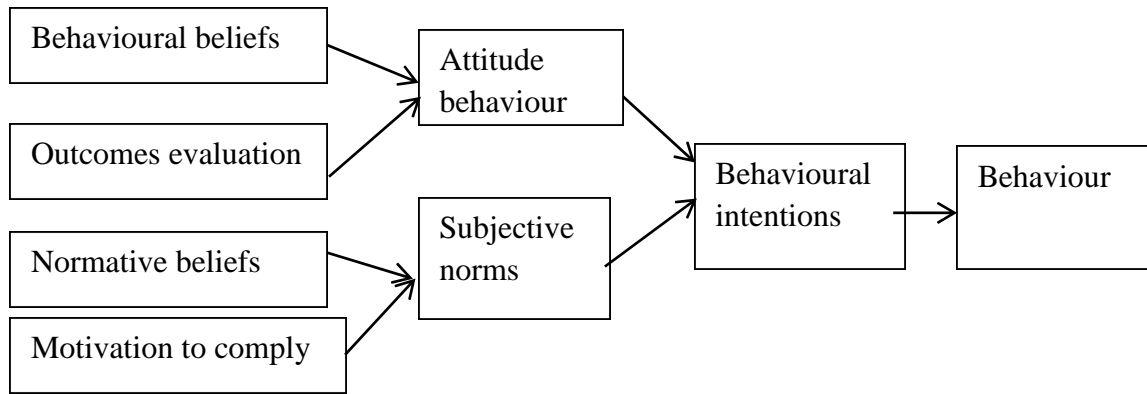 Behavioural beliefs
Outcomes evaluation
Normative beliefs
Motivation to comply
Attitude
behaviour
Subjective
norms
Behavioural
intentions
Behaviour